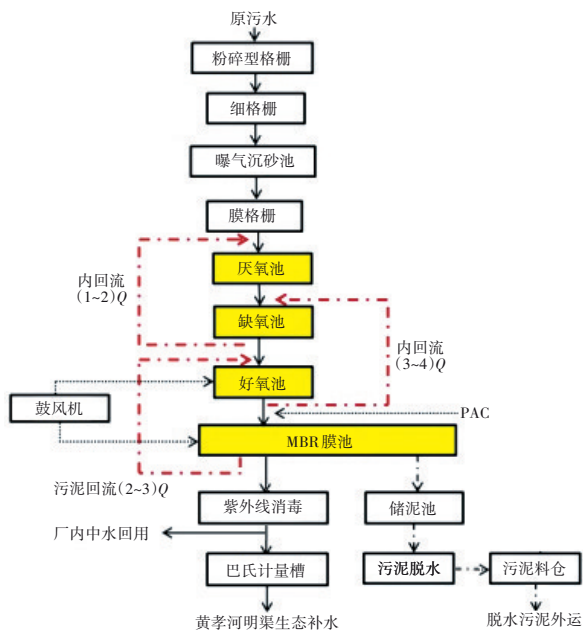 原污水
粉碎型格栅
细格栅
曝气沉砂池
膜格栅
内回流
(1~2)Q
厌氧池
缺氧池
内回流
(3~4)Q
好氧池
鼓风机
PAC
MBR膜池
污泥回流(2~3)Q
紫外线消毒
储泥池
厂内中水回用
巴氏计量槽
污泥脱水
污泥料仓
黄孝河明渠生态补水
脱水污泥外运